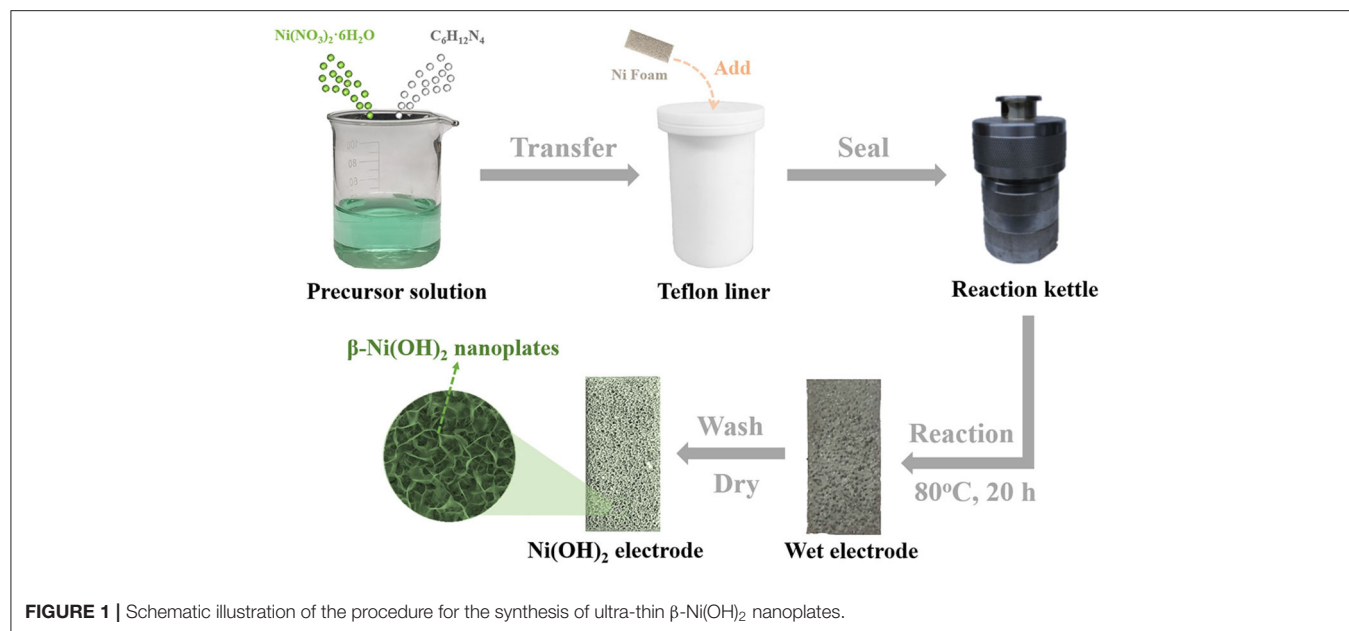 Ni(NO₃)₂·6H₂O
C₆H₁₂N₄
Ni Foam
Add
Transfer
Seal
Precursor solution
Teflon liner
Reaction kettle
β-Ni(OH)₂ nanoplates
Wash
Dry
Reaction
80°C, 20 h
Ni(OH)₂ electrode
Wet electrode
FIGURE 1 | Schematic illustration of the procedure for the synthesis of ultra-thin β-Ni(OH)₂ nanoplates.